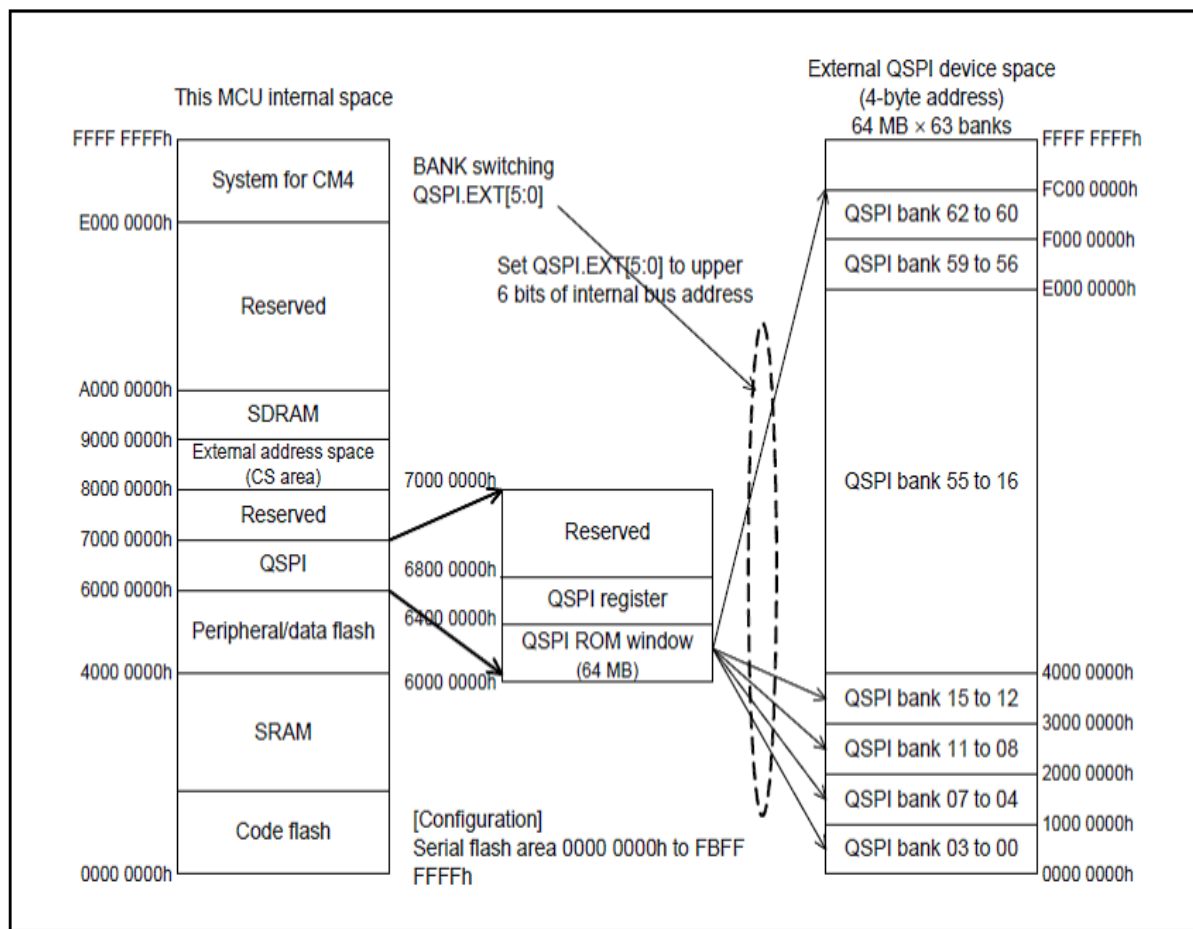 This MCU internal space
FFFF FFFFh
System for CM4
E000 0000h
Reserved
A000 0000h
SDRAM
9000 0000h
External address space
(CS area)
8000 0000h
Reserved
7000 0000h
QSPI
6000 0000h
Peripheral/data flash
4000 0000h
SRAM
Code flash
0000 0000h
BANK switching
QSPI.EXT[5:0]
Set QSPI.EXT[5:0] to upper
6 bits of internal bus address
7000 0000h
Reserved
6800 0000h
QSPI register
6400 0000h
QSPI ROM window
(64 MB)
6000 0000h
[Configuration]
Serial flash area 0000 0000h to FBFF
FFFFh
External QSPI device space
(4-byte address)
64 MB × 63 banks
FFFF FFFFh
FC00 0000h
QSPI bank 62 to 60
F000 0000h
QSPI bank 59 to 56
E000 0000h
QSPI bank 55 to 16
4000 0000h
QSPI bank 15 to 12
3000 0000h
QSPI bank 11 to 08
2000 0000h
QSPI bank 07 to 04
1000 0000h
QSPI bank 03 to 00
0000 0000h